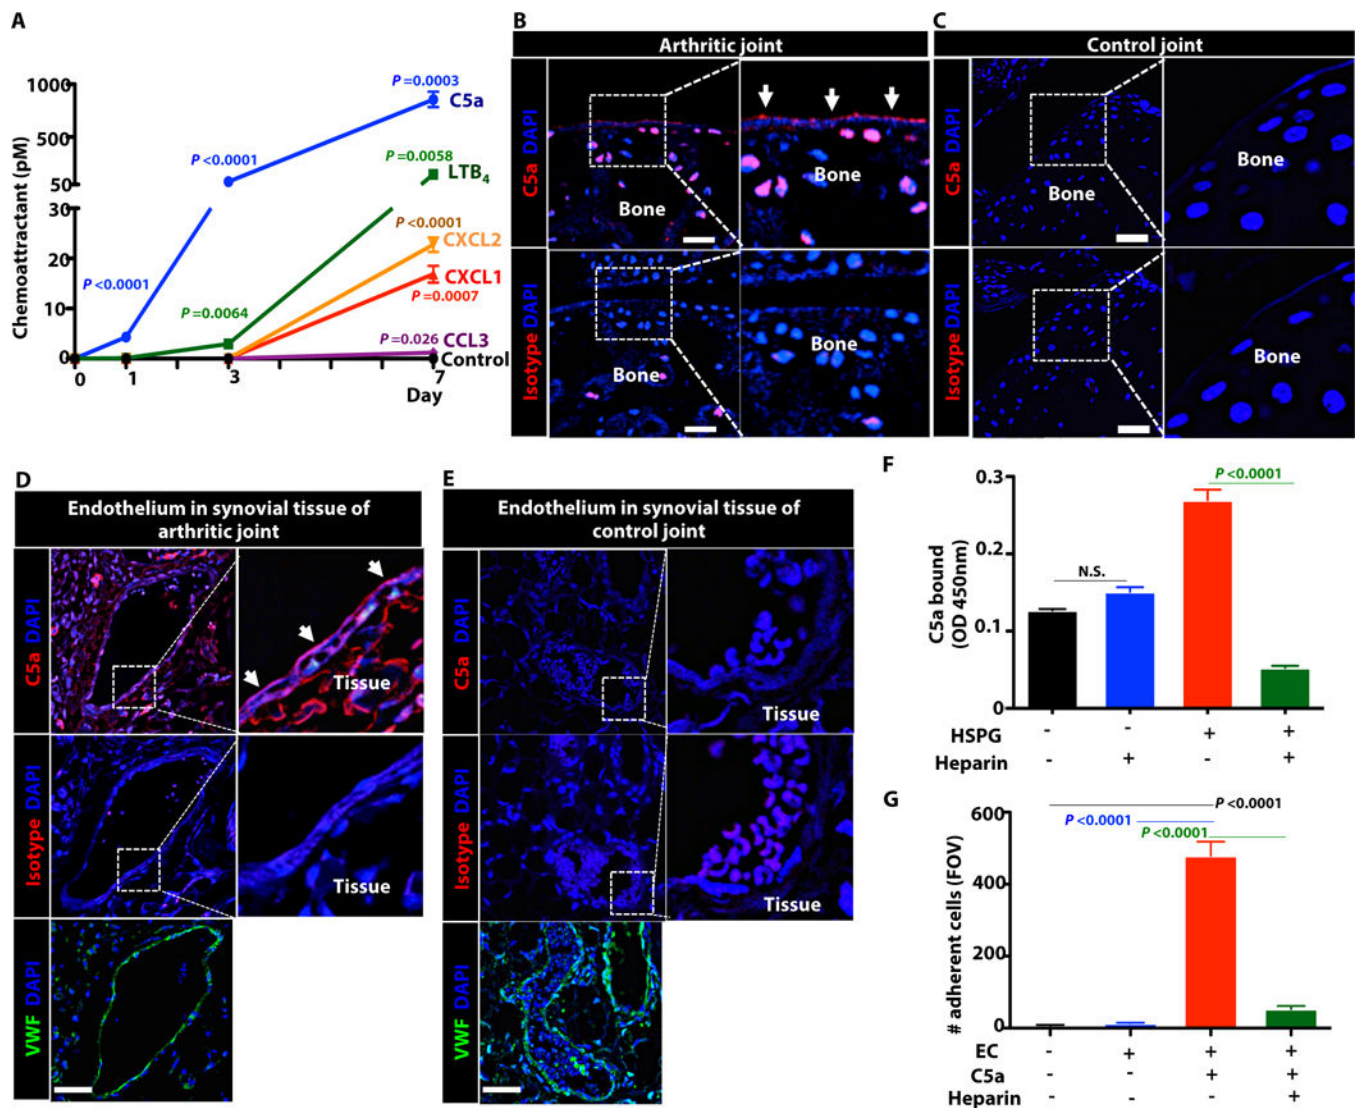 A
Chemoattractant (pM)
1000
500
50
30
20
10
0
0 1 3 7
Day
P <0.0001
P <0.0001
P =0.0003
C5a
P =0.0064
P =0.0058
LTB4
P <0.0001
CXCL2
CXCL1
P =0.0007
P =0.026 CCL3
Control
B
Arthritic joint
C5a DAPI
Bone
Bone
Isotype DAPI
Bone
Bone
C
Control joint
C5a DAPI
Bone
Bone
Isotype DAPI
Bone
Bone
D
Endothelium in synovial tissue of
arthritic joint
C5a DAPI
Tissue
Isotype DAPI
Tissue
VWF DAPI
E
Endothelium in synovial tissue of
control joint
C5a DAPI
Tissue
Isotype DAPI
Tissue
VWF DAPI
F
C5a bound
(OD 450nm)
0.3
0.2
0.1
0
N.S.
P <0.0001
HSPG - - + +
Heparin - + - +
G
# adherent cells (FOV)
600
400
200
0
P <0.0001
P <0.0001
P <0.0001
EC - + + +
C5a - - + +
Heparin - - - +